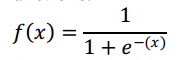 f(x) = 1 / (1 + e^−(x))